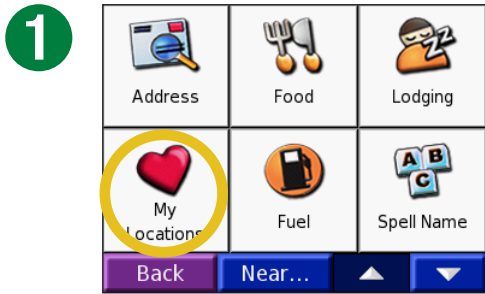 1
Address Food Lodging
My
Locations Fuel Spell Name
A B
C
Back Near...